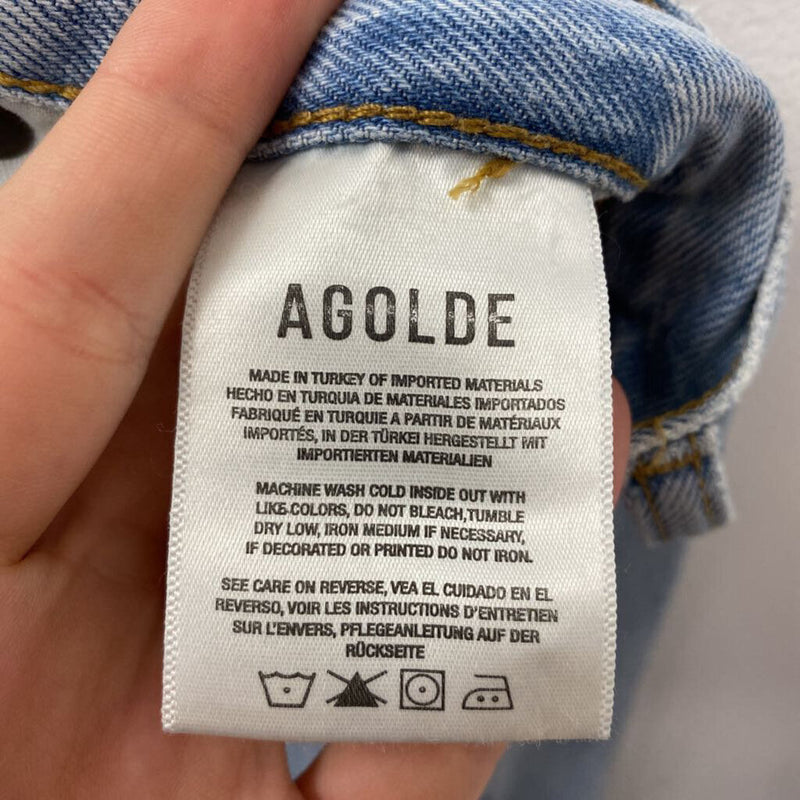 AGOLDE
MADE IN TURKEY OF IMPORTED MATERIALS
HECHO EN TURQUIA DE MATERIALES IMPORTADOS
FABRIQUÉ EN TURQUIE A PARTIR DE MATÉRIAUX
IMPORTÉS, IN DER TÜRKEI HERGESTELLT MIT
IMPORTIERTEN MATERIALIEN
MACHINE WASH COLD INSIDE OUT WITH
LIKE COLORS, DO NOT BLEACH, TUMBLE
DRY LOW, IRON MEDIUM IF NECESSARY,
IF DECORATED OR PRINTED DO NOT IRON.
SEE CARE ON REVERSE, VEA EL CUIDADO EN EL
REVERSO, VOIR LES INSTRUCTIONS D'ENTRETIEN
SUR L'ENVERS, PFLEGEANLEITUNG AUF DER
RÜCKSEITE